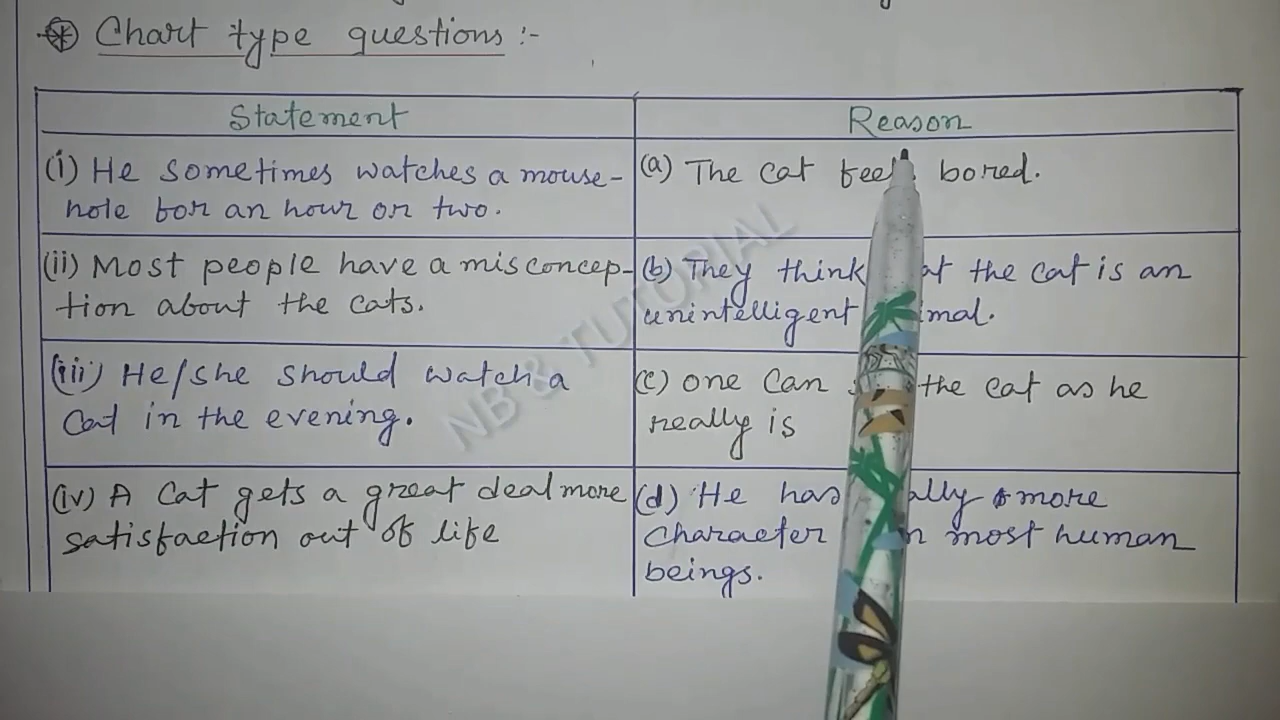 Chart type questions :-
Statement
Reason
(i) He sometimes watches a mouse-
hole for an hour or two.
(a) The cat bored.
(ii) Most people have a misconcep-
tion about the cats.
(b) They think the cat is an
unintelligent
(iii) He/she should watch a
Cat in the evening.
(c) one can the cat as he
really is
(iv) A Cat gets a great deal more
satisfaction out of life
(d) He has more
character most human
beings.
NB & TUTORIAL